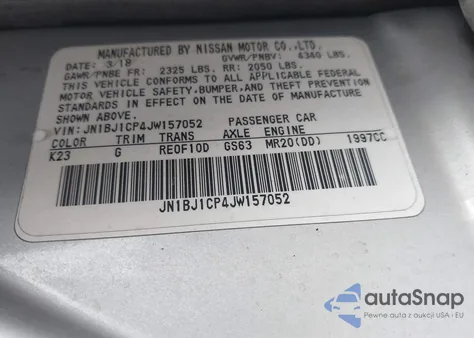 MANUFACTURED BY NISSAN MOTOR CO.,LTD.
DATE: 3/18 GVWR/PNBV: 4340 LBS.
GAWR/PNBE FR: 2325 LBS. RR: 2050 LBS.
THIS VEHICLE CONFORMS TO ALL APPLICABLE FEDERAL
MOTOR VEHICLE SAFETY,BUMPER,AND THEFT PREVENTION
STANDARDS IN EFFECT ON THE DATE OF MANUFACTURE
SHOWN ABOVE.
VIN: JN1BJ1CP4JW157052 PASSENGER CAR
COLOR TRIM TRANS AXLE ENGINE
K23 G RE0F10D GS63 MR20(DD) 1997CC
JN1BJ1CP4JW157052
autoSnap
Pewne auta z aukcji USA i EU